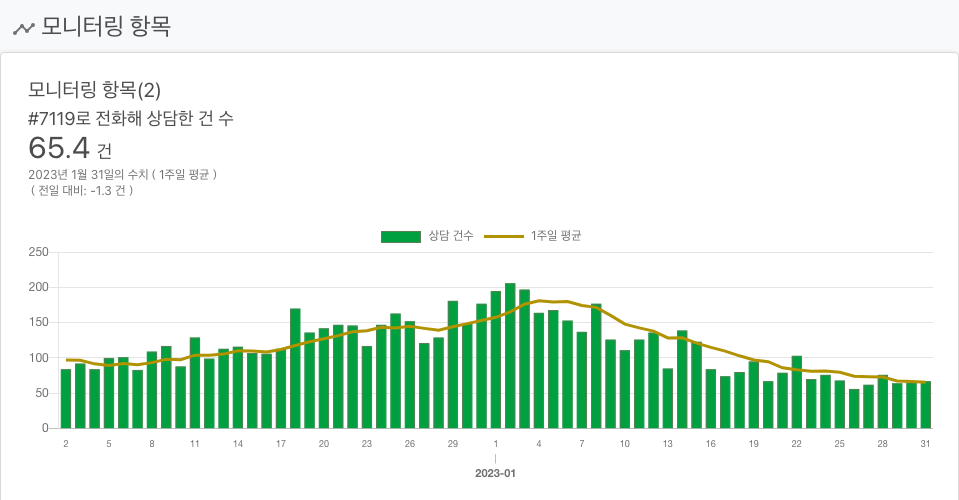 모니터링 항목
모니터링 항목(2)
#7119로 전화해 상담한 건 수
65.4 건
2023년 1월 31일의 수치 ( 1주일 평균 )
( 전일 대비: -1.3 건 )
상담 건수 1주일 평균
250
200
150
100
50
0
2 5 8 11 14 17 20 23 26 29 1 4 7 10 13 16 19 22 25 28 31
2023-01